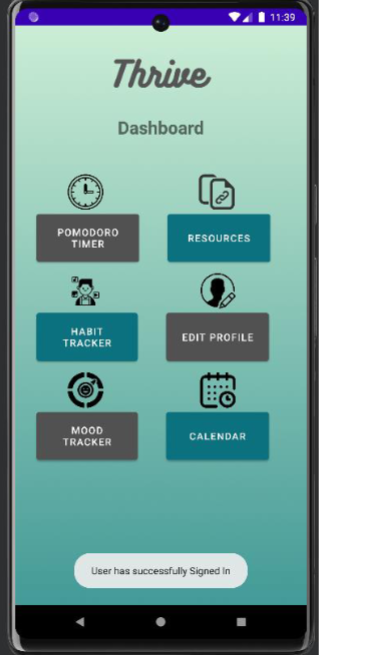 11:39
Thrive
Dashboard
POMODORO
TIMER
RESOURCES
HABIT
TRACKER
EDIT PROFILE
MOOD
TRACKER
CALENDAR
User has successfully Signed In